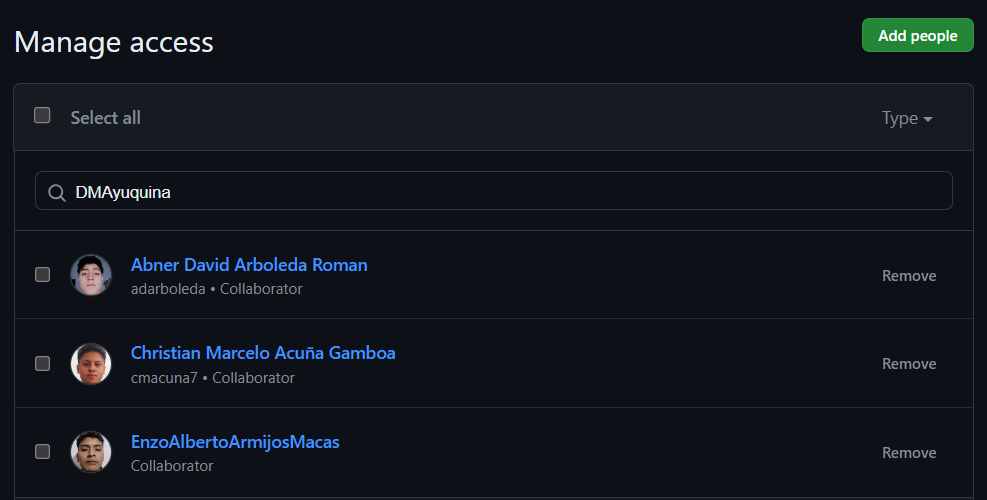 Manage access
Add people
Select all
Type
DMAyuquina
Abner David Arboleda Roman
adarboleda • Collaborator
Remove
Christian Marcelo Acuña Gamboa
cmacuna7 • Collaborator
Remove
EnzoAlbertoArmijosMacas
Collaborator
Remove